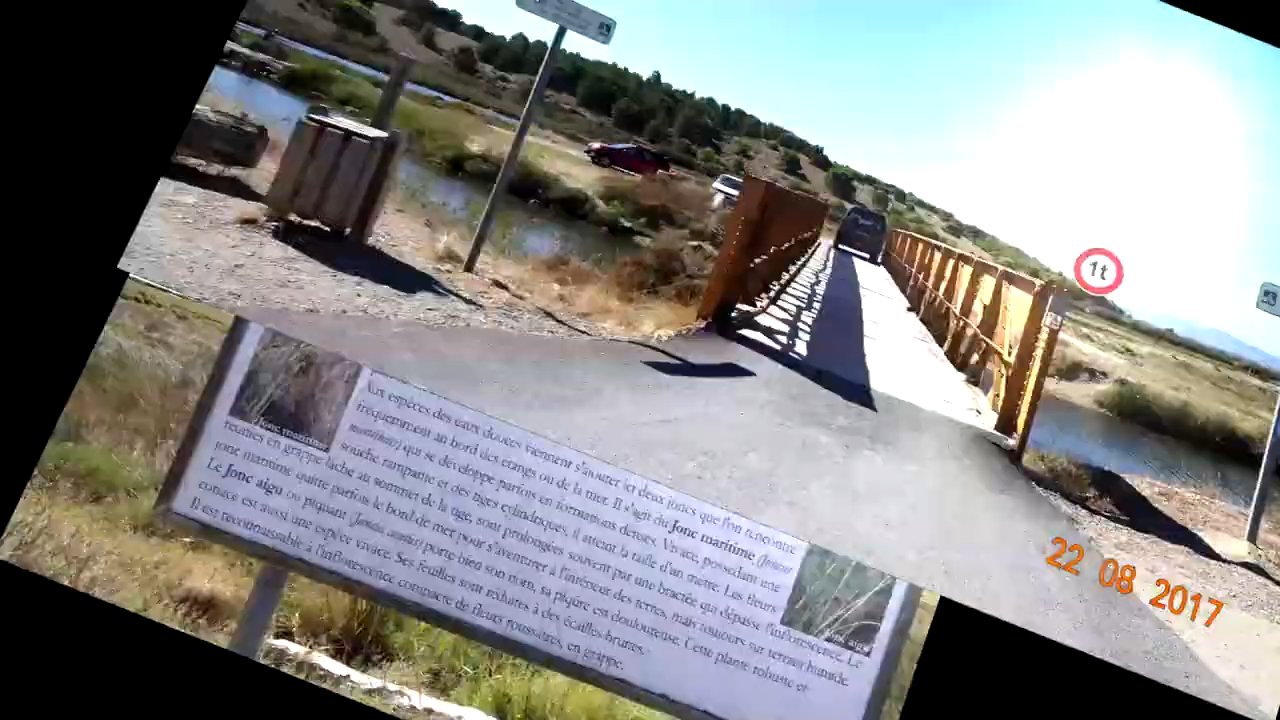 1t
Aux espèces des eaux douces viennent s'ajouter ici deux joncs que l'on rencontre
fréquemment au bord des étangs ou de la mer. Il s'agit du Jonc maritime (Juncus
maritimus) qui se développe parfois en formations denses. Vivace, possédant une
souche rampante et des tiges cylindriques, il atteint la taille d'un mètre. Les fleurs
réunies en grappe lâche au sommet de la tige, sont prolongées souvent par une bractée qui dépasse l'inflorescence. Le
Jonc maritime quitte parfois le bord de mer pour s'aventurer à l'intérieur des terres, mais toujours sur terrain humide.
Le Jonc aigu ou piquant (Juncus acutus) porte bien son nom, sa piqûre est douloureuse. Cette plante robuste et
coriace est aussi une espèce vivace. Ses feuilles sont réduites à des écailles brunes.
Il est reconnaissable à l'inflorescence compacte de fleurs roussâtres, en grappe.
Jonc maritime
Jonc aigu
22 08 2017